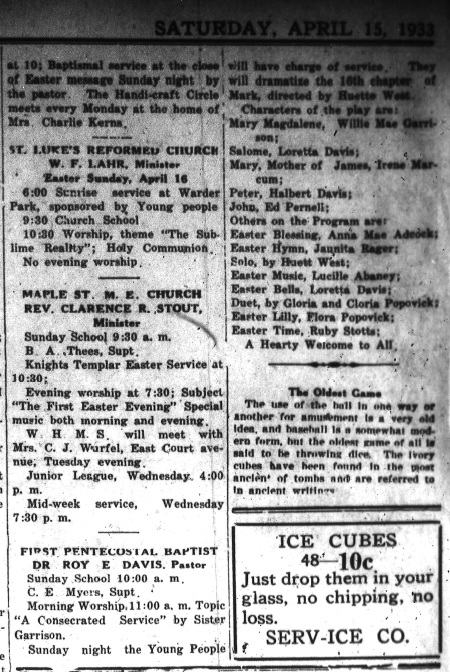 SATURDAY, APRIL 15, 1933
at 10; Baptismal service at the close
of Easter message Sunday night by
the pastor. The Handi-craft Circle
meets every Monday at the home of
Mrs. Charlie Kerns.
ST. LUKE'S REFORMED CHURCH
W. F. LAHR, Minister
Easter Sunday, April 16
6:00 Sunrise service at Warder
Park, sponsored by Young people
9:30 Church School
10:30 Worship, theme "The Sub-
lime Reality"; Holy Communion.
No evening worship.
MAPLE ST. M. E. CHURCH
REV. CLARENCE R. STOUT,
Minister
Sunday School 9:30 a. m.
B. A. Thees, Supt.
Knights Templar Easter Service at
10:30;
Evening worship at 7:30; Subject
"The First Easter Evening" Special
music both morning and evening.
W. H. M. S. will meet with
Mrs. C. J. Wurfel, East Court ave-
nue, Tuesday evening.
Junior League, Wednesday 4:00
p. m.
Mid-week service, Wednesday
7:30 p. m.
FIRST PENTECOSTAL BAPTIST
DR ROY E DAVIS, Pastor
Sunday School 10:00 a. m.
C. E. Myers, Supt.
Morning Worship, 11:00 a. m. Topic
"A Consecrated Service" by Sister
Garrison.
Sunday night the Young People
will have charge of service. They
will dramatize the 16th chapter of
Mark, directed by Huette West.
Characters of the play are:
Mary Magdalene, Willie Mae Garri-
son;
Salome, Loretta Davis;
Mary, Mother of James, Irene Mar-
cum;
Peter, Halbert Davis;
John, Ed Pernell;
Others on the Program are:
Easter Blessing, Anna Mae Adcock;
Easter Hymn, Jaunita Rager;
Solo, by Huett West;
Easter Music, Lucille Abaney;
Easter Bells, Loretta Davis;
Duet, by Gloria and Cloria Popovick;
Easter Lilly, Flora Popovick;
Easter Time, Ruby Stotts;
A Hearty Welcome to All.
The Oldest Game
The use of the ball in one way or
another for amusement is a very old
idea, and baseball is a somewhat mod-
ern form, but the oldest game of all is
said to be throwing dice. The ivory
cubes have been found in the most
ancient of tombs and are referred to
in ancient writings.
ICE CUBES
48—10c
Just drop them in your
glass, no chipping, no
loss.
SERV-ICE CO.